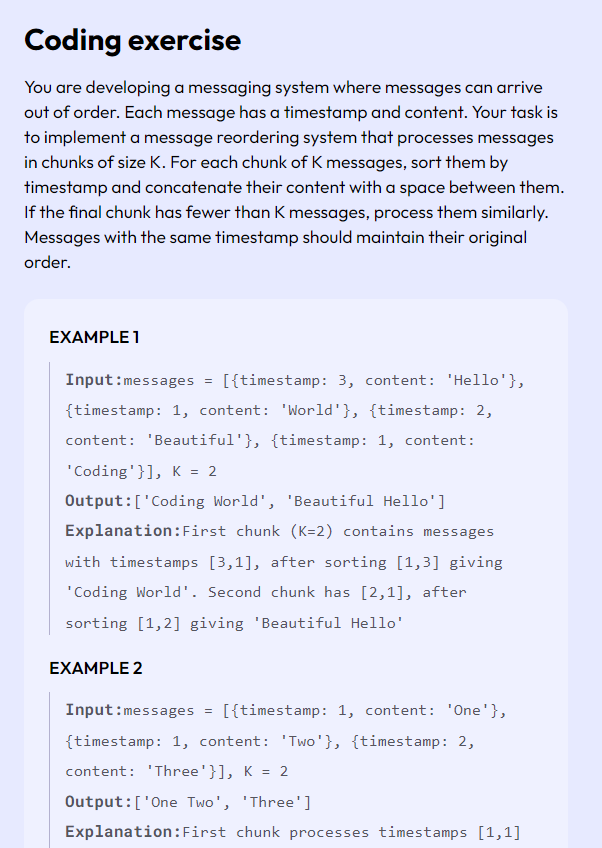 Coding exercise
You are developing a messaging system where messages can arrive
out of order. Each message has a timestamp and content. Your task is
to implement a message reordering system that processes messages
in chunks of size K. For each chunk of K messages, sort them by
timestamp and concatenate their content with a space between them.
If the final chunk has fewer than K messages, process them similarly.
Messages with the same timestamp should maintain their original
order.
EXAMPLE 1
Input:messages = [{timestamp: 3, content: 'Hello'},
{timestamp: 1, content: 'World'}, {timestamp: 2,
content: 'Beautiful'}, {timestamp: 1, content:
'Coding'}], K = 2
Output:['Coding World', 'Beautiful Hello']
Explanation:First chunk (K=2) contains messages
with timestamps [3,1], after sorting [1,3] giving
'Coding World'. Second chunk has [2,1], after
sorting [1,2] giving 'Beautiful Hello'
EXAMPLE 2
Input:messages = [{timestamp: 1, content: 'One'},
{timestamp: 1, content: 'Two'}, {timestamp: 2,
content: 'Three'}], K = 2
Output:['One Two', 'Three']
Explanation:First chunk processes timestamps [1,1]